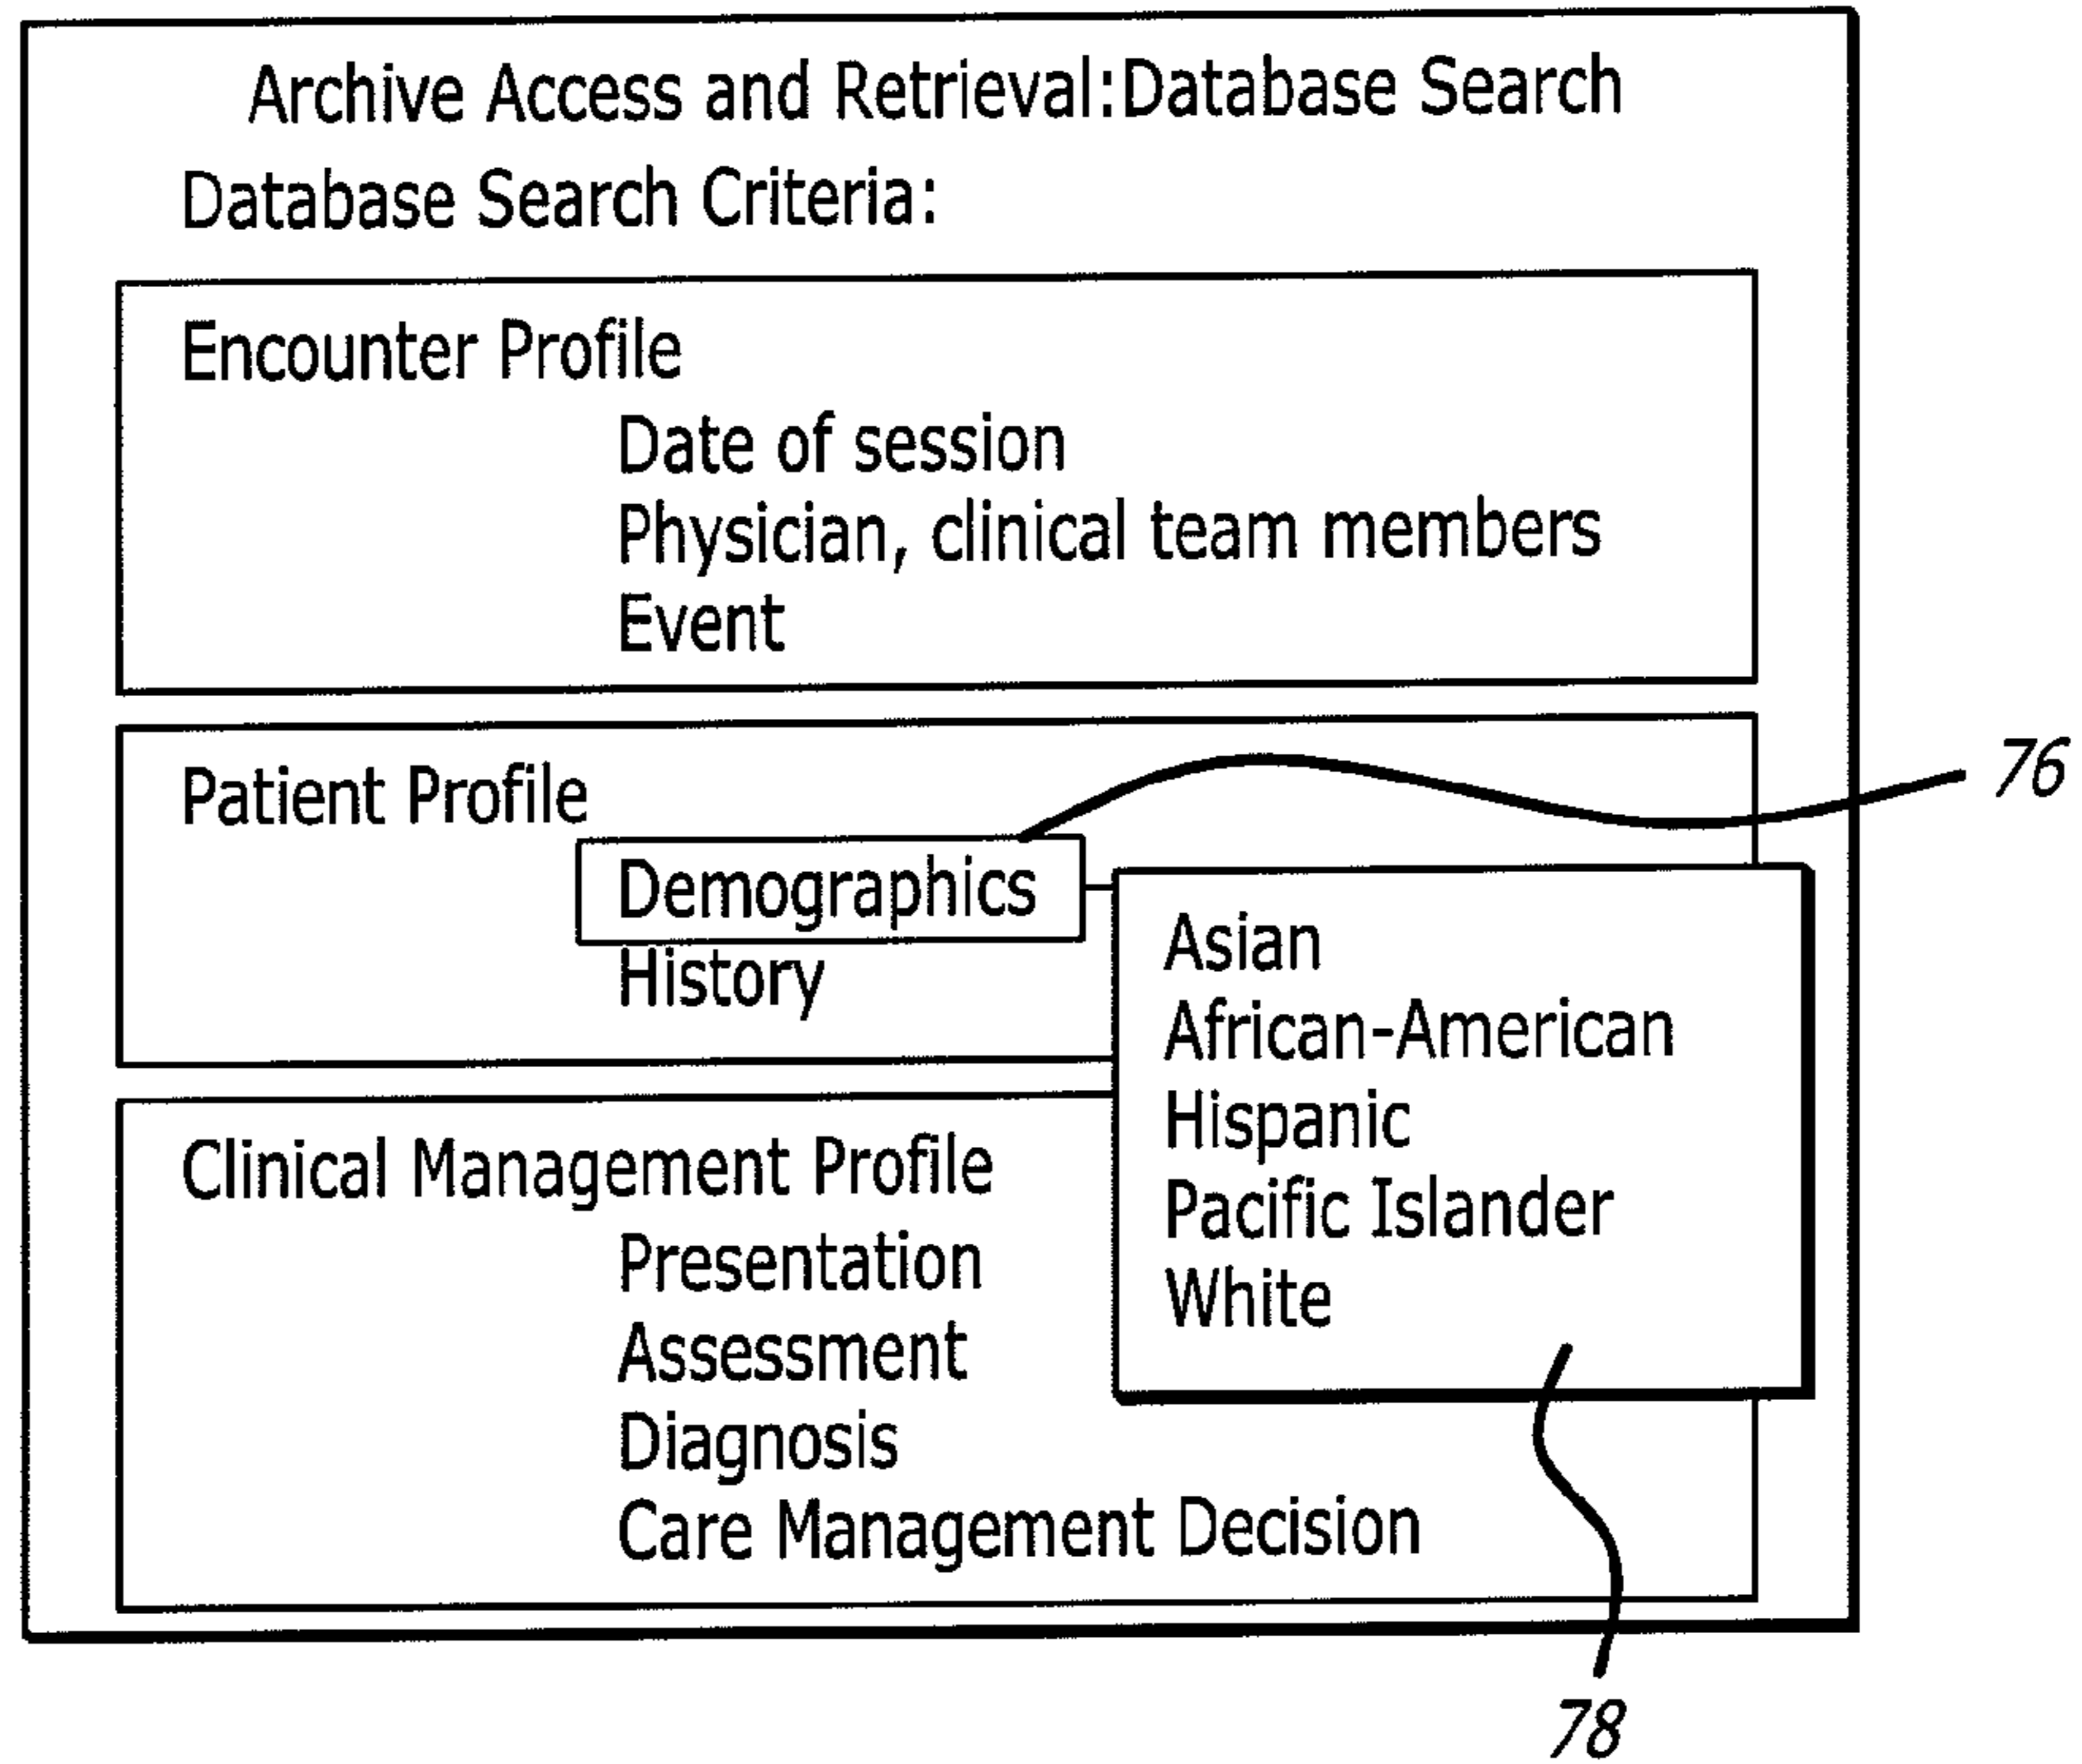 Archive Access and Retrieval:Database Search
Database Search Criteria:
Encounter Profile
Date of session
Physician, clinical team members
Event
Patient Profile
76
Demographics
History
Asian
African-American
Hispanic
Pacific Islander
White
Clinical Management Profile
Presentation
Assessment
Diagnosis
Care Management Decision
78